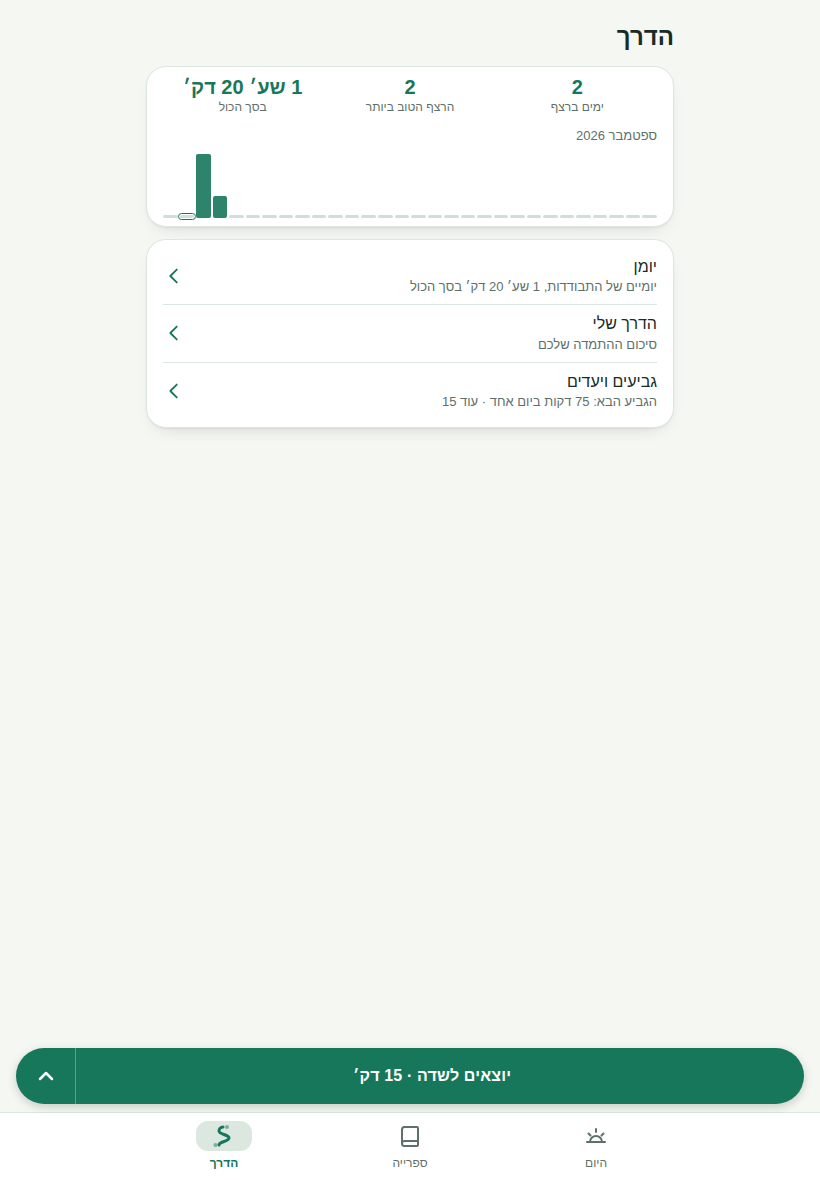 הדרך
2
ימים ברצף
2
הרצף הטוב ביותר
1 שע׳ 20 דק׳
בסך הכול
ספטמבר 2026
יומן
יומיים של התבודדות, 1 שע׳ 20 דק׳ בסך הכול
הדרך שלי
סיכום ההתמדה שלכם
גביעים ויעדים
הגביע הבא: 75 דקות ביום אחד · עוד 15
יוצאים לשדה · 15 דק׳
היום
ספרייה
הדרך